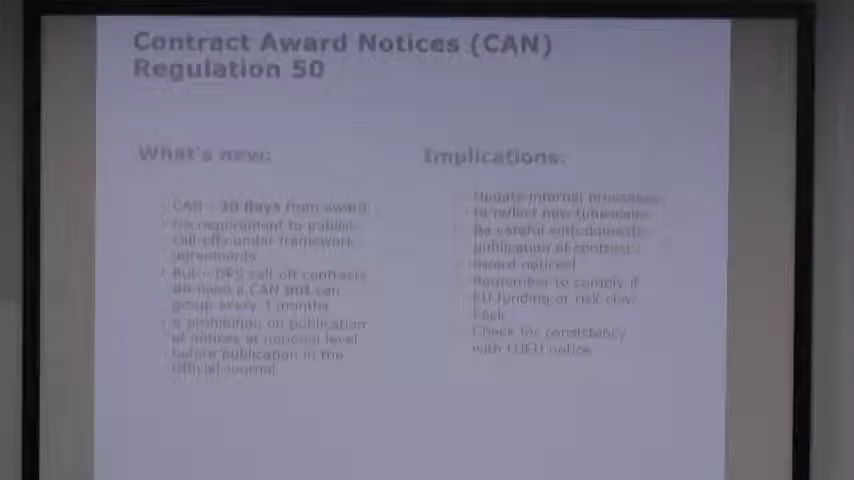 Contract Award Notices (CAN)
Regulation 50
What's new:
CAN – 30 days from award
No requirement to publish
call-offs under framework
agreements
But – DPS call off contracts
do need a CAN but can
group every 3 months
A prohibition on publication
of notices at national level
before publication in the
Official Journal
Implications:
Update internal processes
to reflect new timescales
Be careful with domestic
publication of contract
award notices!
Remember to comply if
EU funding or risk claw
back
Check for consistency
with OJEU notice